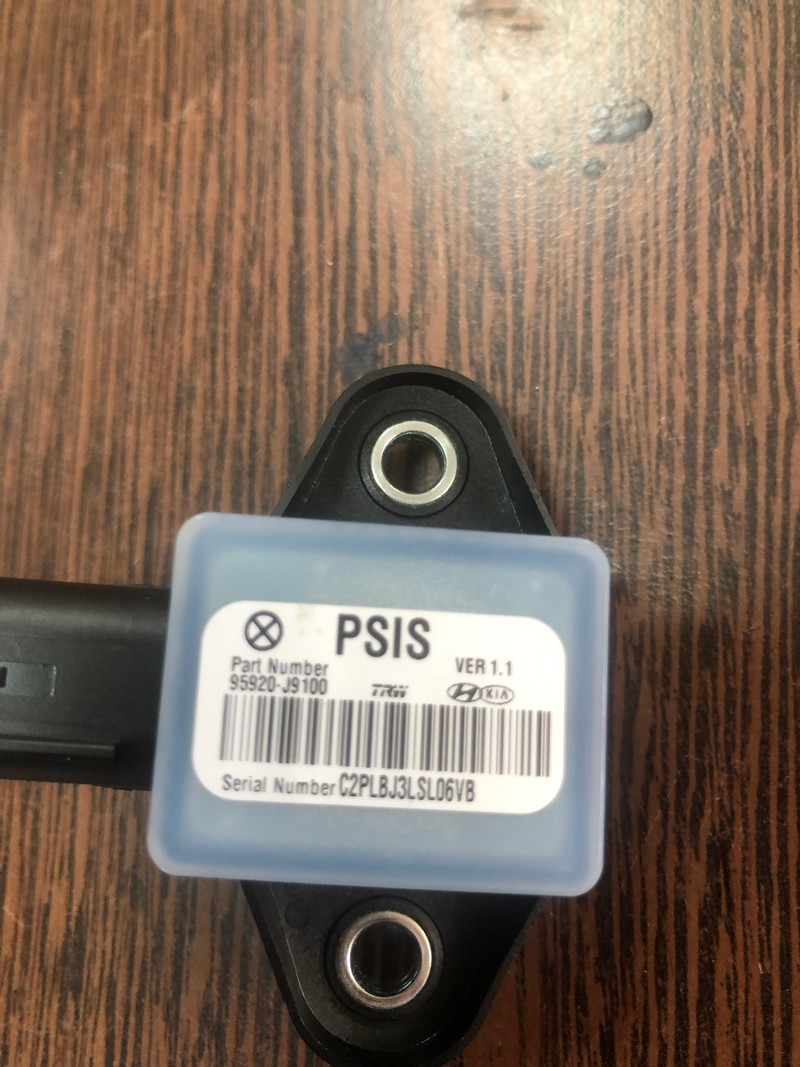 PSIS
Part Number
VER 1.1
95920-J9100
TRW
KIA
Serial Number C2PLBJ3LSL06VB